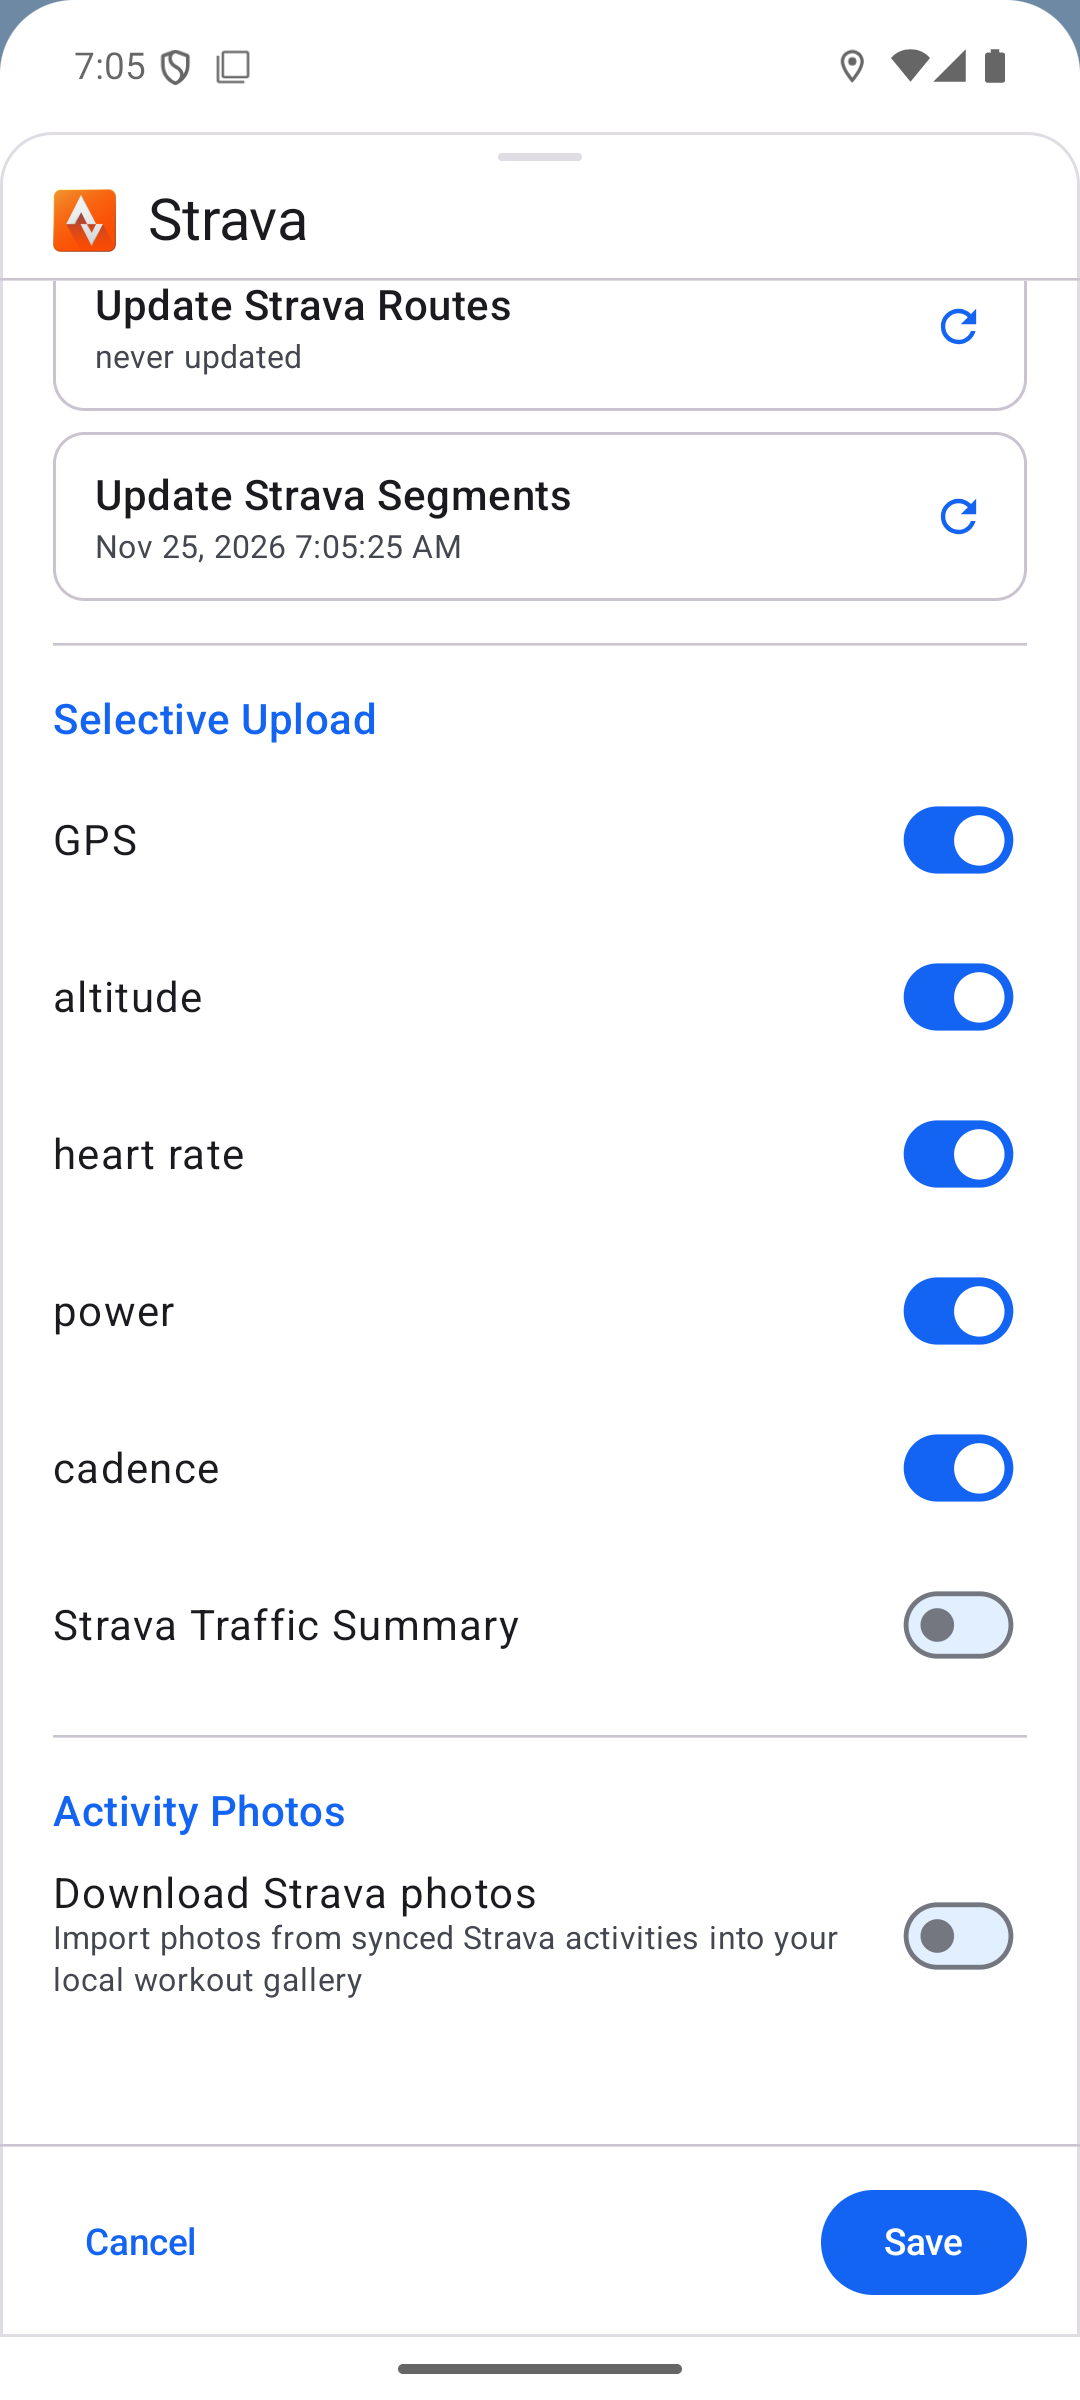 7:05
Strava
Update Strava Routes
never updated
Update Strava Segments
Nov 25, 2026 7:05:25 AM
Selective Upload
GPS
altitude
heart rate
power
cadence
Strava Traffic Summary
Activity Photos
Download Strava photos
Import photos from synced Strava activities into your
local workout gallery
Cancel
Save